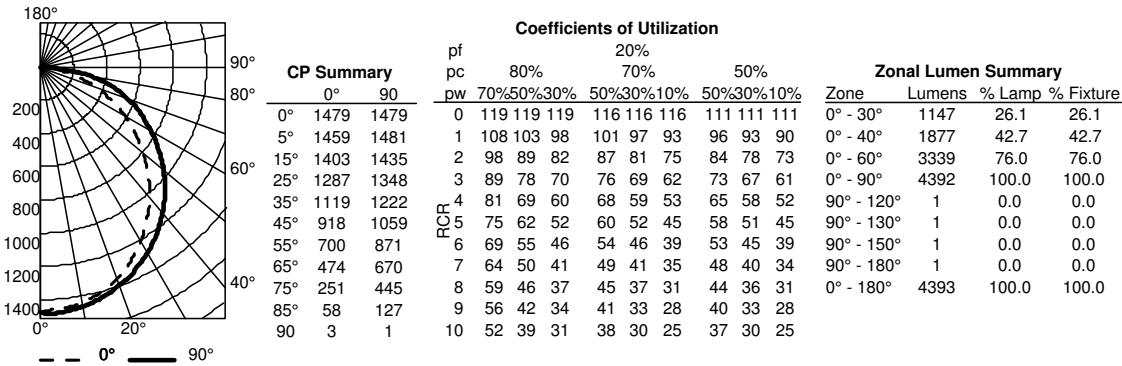 180°
90°
80°
60°
40°
200
400
600
800
1000
1200
1400
0° 20°
0° 90°
CP Summary
0° 90
0° 1479 1479
5° 1459 1481
15° 1403 1435
25° 1287 1348
35° 1119 1222
45° 918 1059
55° 700 871
65° 474 670
75° 251 445
85° 58 127
90 3 1
Coefficients of Utilization
pf 20%
pc 80% 70% 50%
pw 70%50%30% 50%30%10% 50%30%10%
RCR
0 119 119 119 116 116 116 111 111 111
1 108 103 98 101 97 93 96 93 90
2 98 89 82 87 81 75 84 78 73
3 89 78 70 76 69 62 73 67 61
4 81 69 60 68 59 53 65 58 52
5 75 62 52 60 52 45 58 51 45
6 69 55 46 54 46 39 53 45 39
7 64 50 41 49 41 35 48 40 34
8 59 46 37 45 37 31 44 36 31
9 56 42 34 41 33 28 40 33 28
10 52 39 31 38 30 25 37 30 25
Zonal Lumen Summary
Zone Lumens % Lamp % Fixture
0° - 30° 1147 26.1 26.1
0° - 40° 1877 42.7 42.7
0° - 60° 3339 76.0 76.0
0° - 90° 4392 100.0 100.0
90° - 120° 1 0.0 0.0
90° - 130° 1 0.0 0.0
90° - 150° 1 0.0 0.0
90° - 180° 1 0.0 0.0
0° - 180° 4393 100.0 100.0